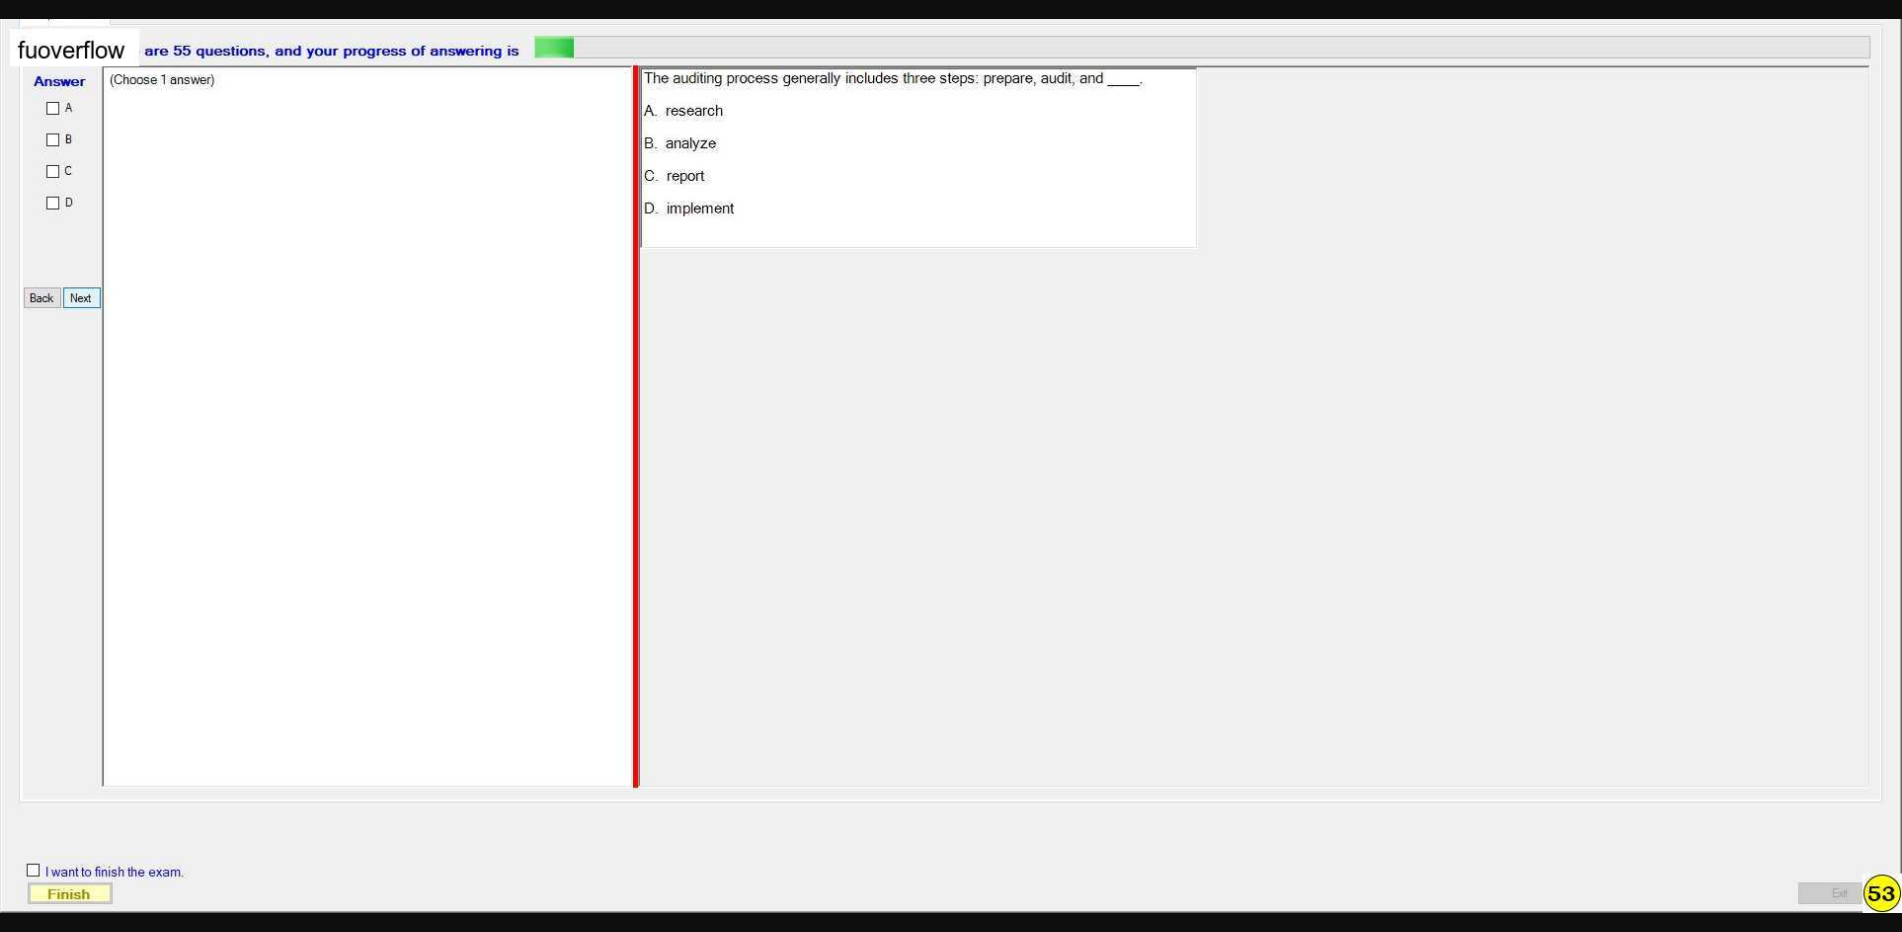 fuoverflow are 55 questions, and your progress of answering is
Answer
(Choose 1 answer)
A
B
C
D
Back Next
The auditing process generally includes three steps: prepare, audit, and ____.
A. research
B. analyze
C. report
D. implement
I want to finish the exam.
Finish
Exit
53